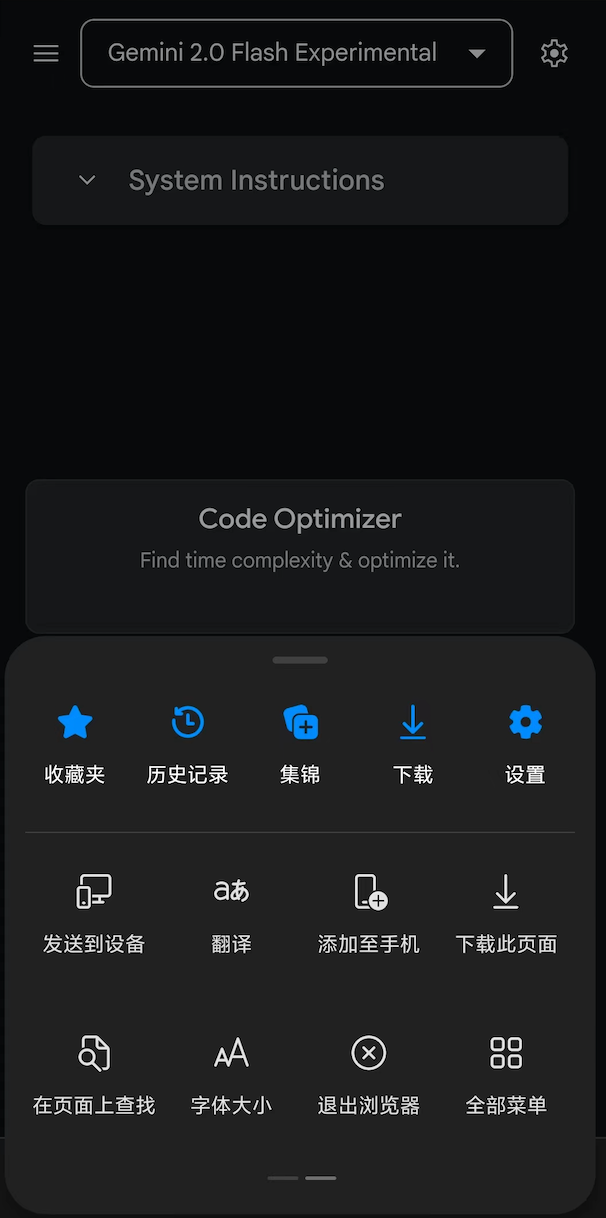 Gemini 2.0 Flash Experimental
System Instructions
Code Optimizer
Find time complexity & optimize it.
收藏夹 历史记录 集锦 下载 设置
aあ
发送到设备 翻译 添加至手机 下载此页面
AA
在页面上查找 字体大小 退出浏览器 全部菜单